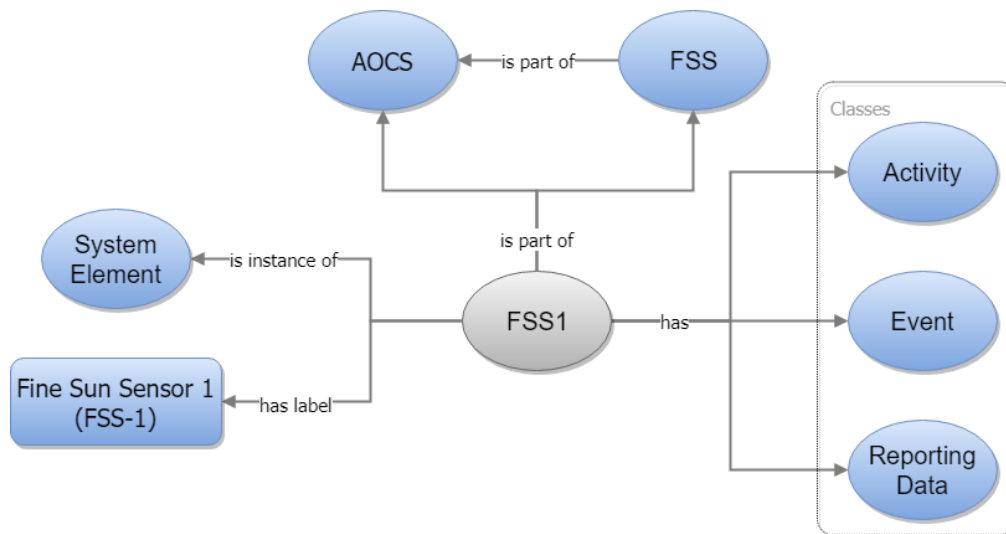 AOCS
is part of
FSS
Classes
Activity
System
Element
is instance of
is part of
FSS1
has
Event
Fine Sun Sensor 1
(FSS-1)
has label
Reporting
Data